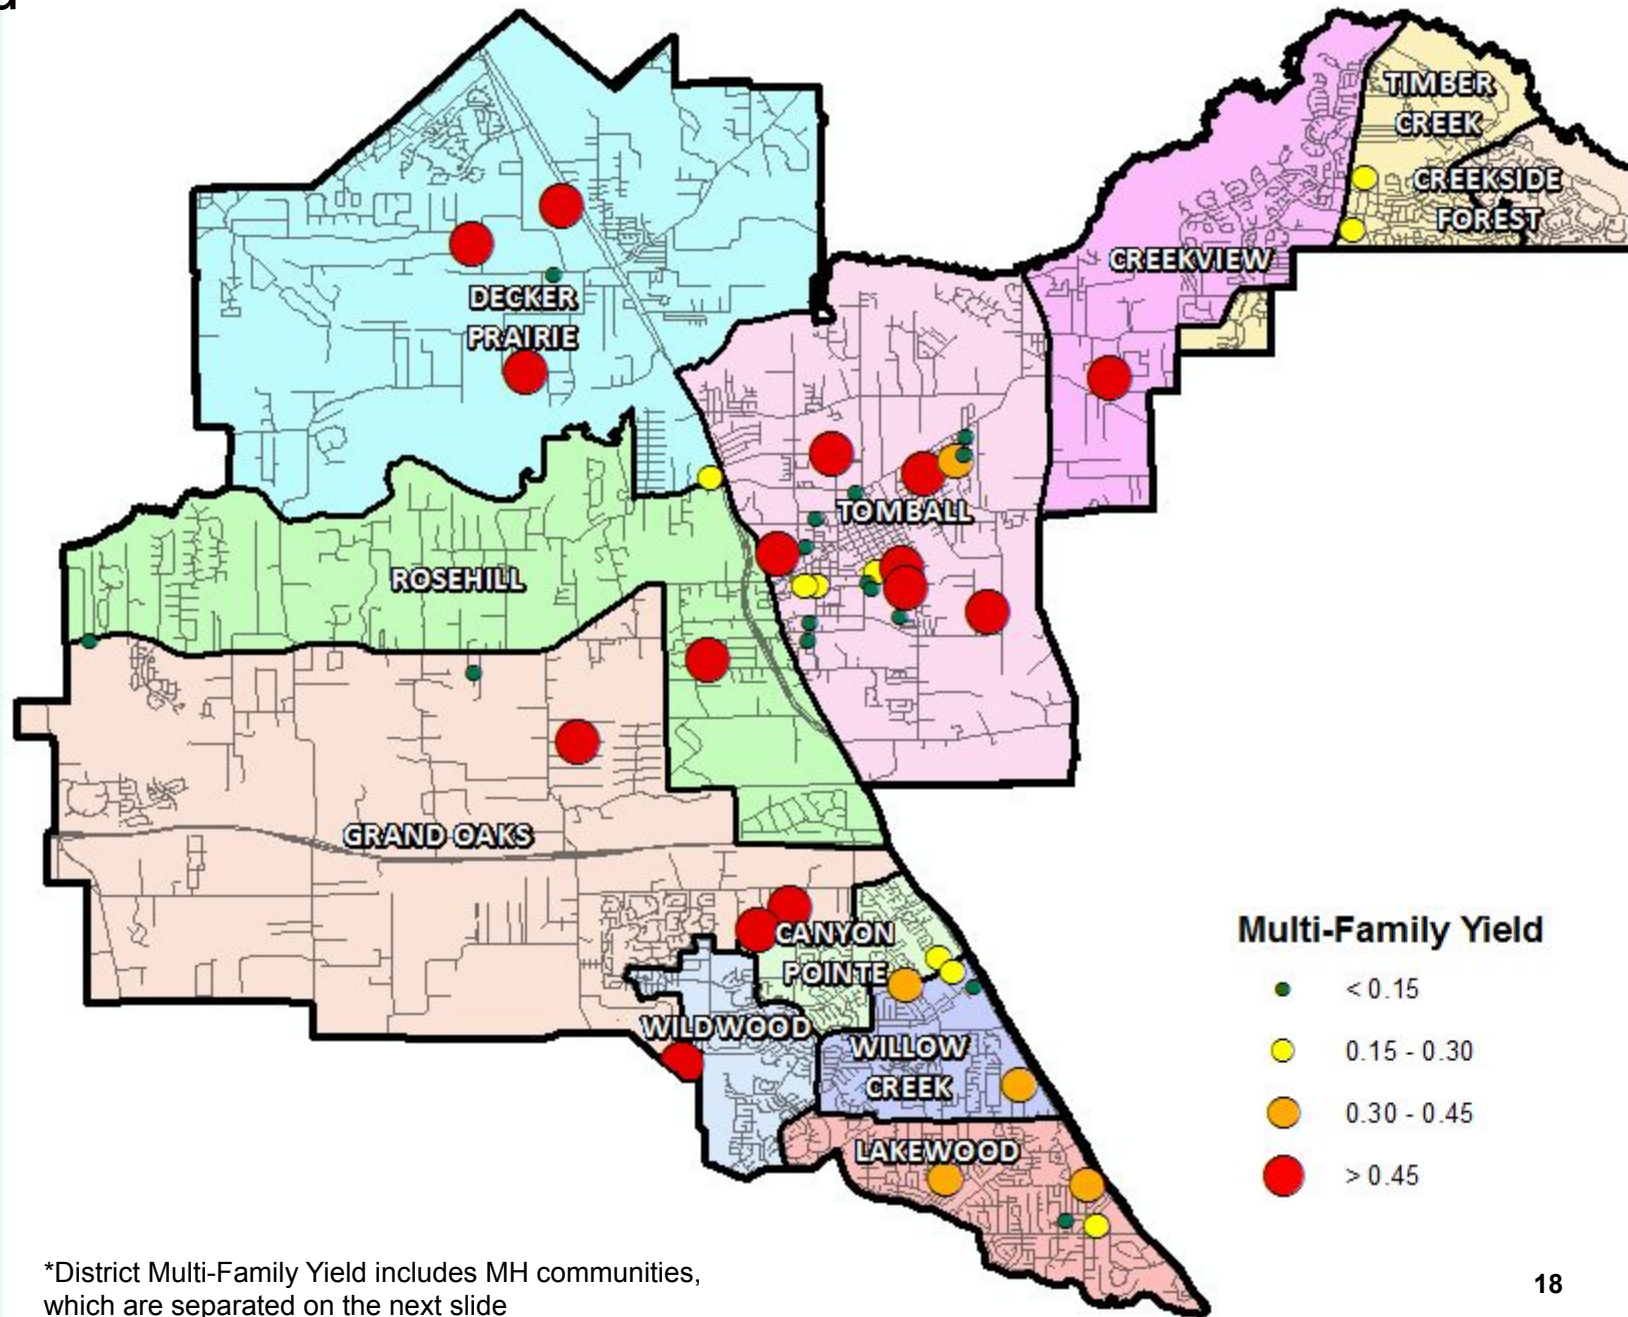 TIMBER
CREEK
CREEKSIDE
FOREST
CREEKVIEW
DECKER
PRAIRIE
TOMBALL
ROSEHILL
GRAND OAKS
CANYON
POINTE
WILDWOOD
WILLOW
CREEK
LAKEWOOD
Multi-Family Yield
< 0.15
0.15 - 0.30
0.30 - 0.45
> 0.45
*District Multi-Family Yield includes MH communities,
which are separated on the next slide
18